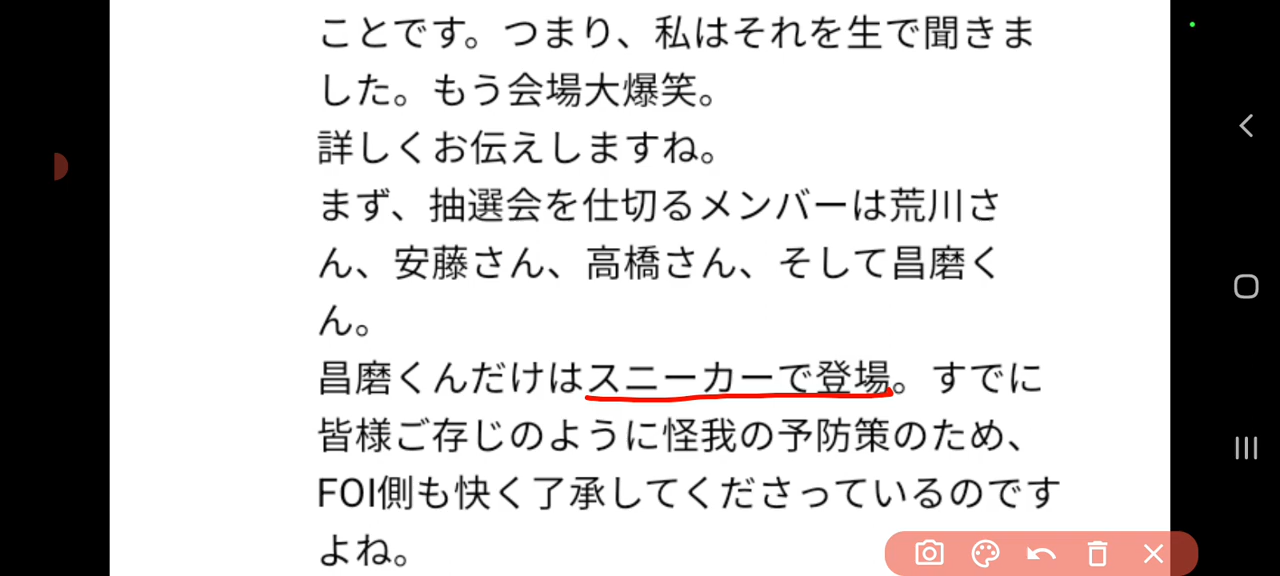 ことです。つまり、私はそれを生で聞きま
した。もう会場大爆笑。
詳しくお伝えしますね。
まず、抽選会を仕切るメンバーは荒川さ
ん、安藤さん、高橋さん、そして昌磨く
ん。
昌磨くんだけはスニーカーで登場。すでに
皆様ご存じのように怪我の予防策のため、
FOI側も快く了承してくださっているのです
よね。